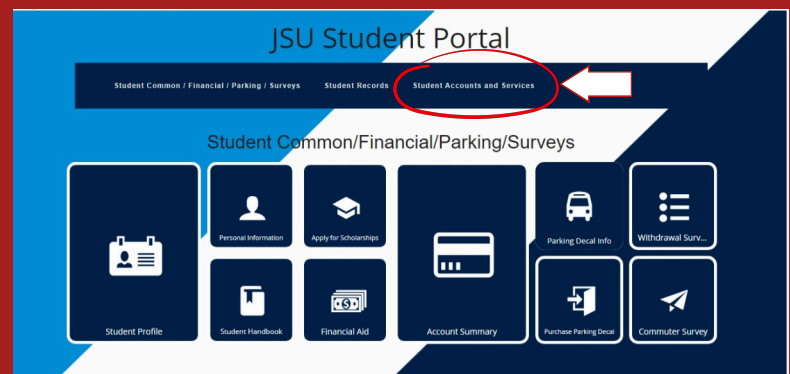 JSU Student Portal
Student Common / Financial / Parking / Surveys Student Records Student Accounts and Services
Student Common/Financial/Parking/Surveys
Personal Information Apply for Scholarships Parking Decal Info Withdrawal Surv...
Student Profile Student Handbook Financial Aid Account Summary Purchase Parking Decal Commuter Survey